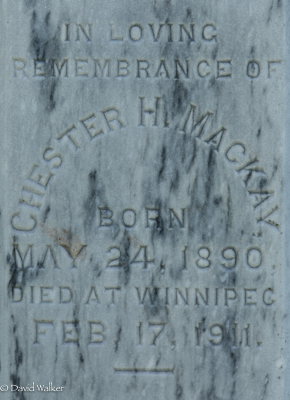 IN LOVING
REMEMBRANCE OF
CHESTER H. MACKAY.
BORN
MAY 24, 1890
DIED AT WINNIPEG
FEB. 17, 1911.
© David Walker